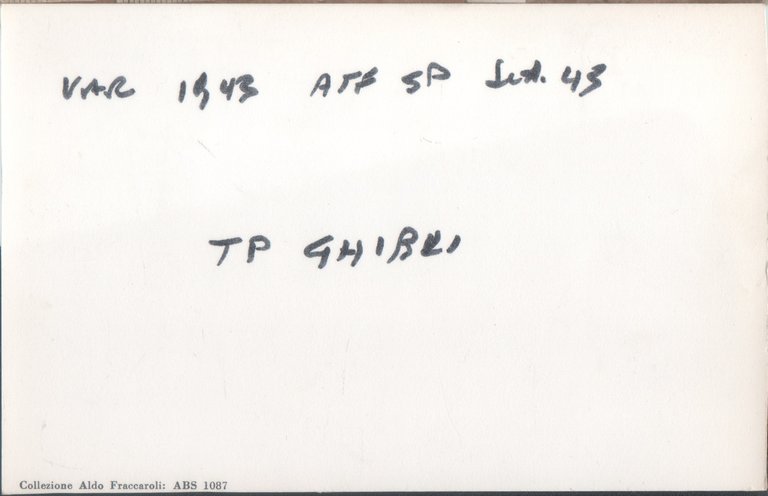 VAR 1943 ATF SP Sett. 43
TP GHIBLI
Collezione Aldo Fraccaroli: ABS 1087